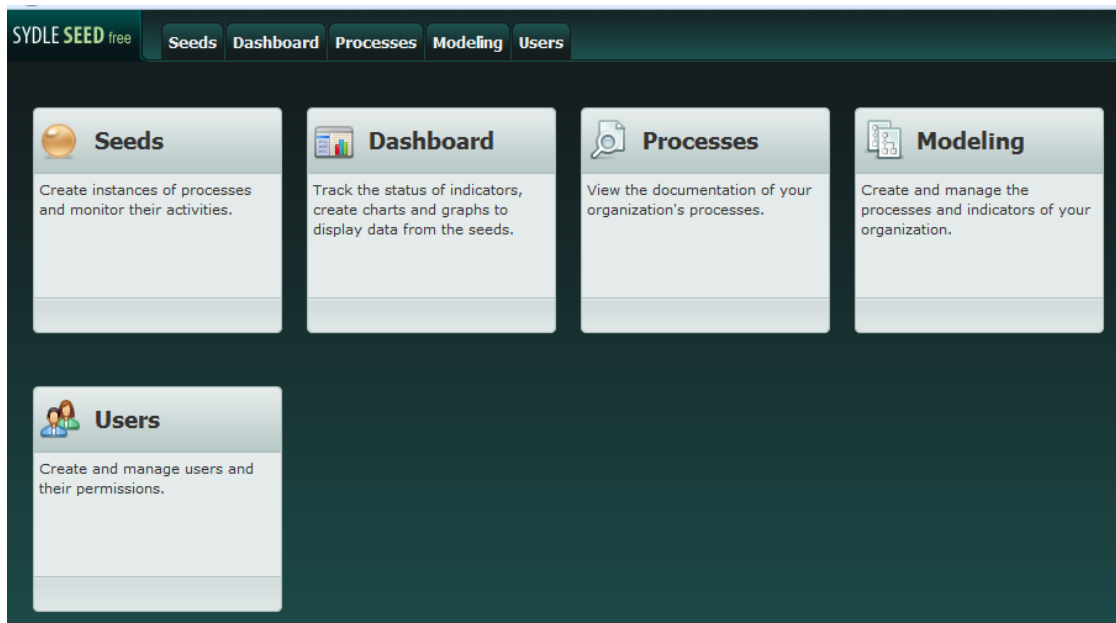 SYDLE SEED free
Seeds Dashboard Processes Modeling Users
Seeds
Create instances of processes
and monitor their activities.
Dashboard
Track the status of indicators,
create charts and graphs to
display data from the seeds.
Processes
View the documentation of your
organization's processes.
Modeling
Create and manage the
processes and indicators of your
organization.
Users
Create and manage users and
their permissions.